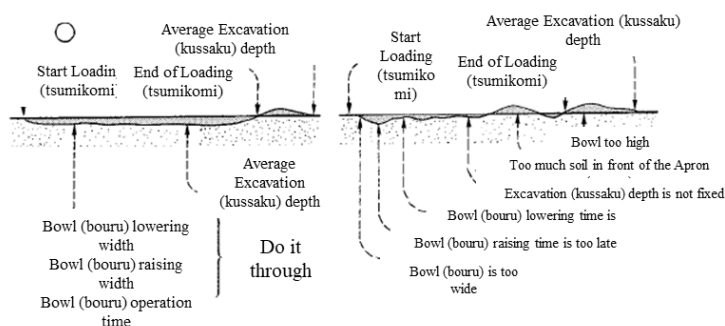 Average Excavation
(kussaku) depth
Start Loadin
(tsumikomi)
End of Loading
(tsumikomi)
Average
Excavation
(kussaku) depth
Bowl (bouru) lowering
width
Bowl (bouru) raising
width
Bowl (bouru) operation
time
Do it
through
Average Excavation (kussaku)
depth
Start
Loading
(tsumiko
mi)
End of Loading
(tsumikomi)
Bowl too high
Too much soil in front of the Apron
Excavation (kussaku) depth is not fixed
Bowl (bouru) lowering time is
Bowl (bouru) raising time is too late
Bowl (bouru) is too
wide